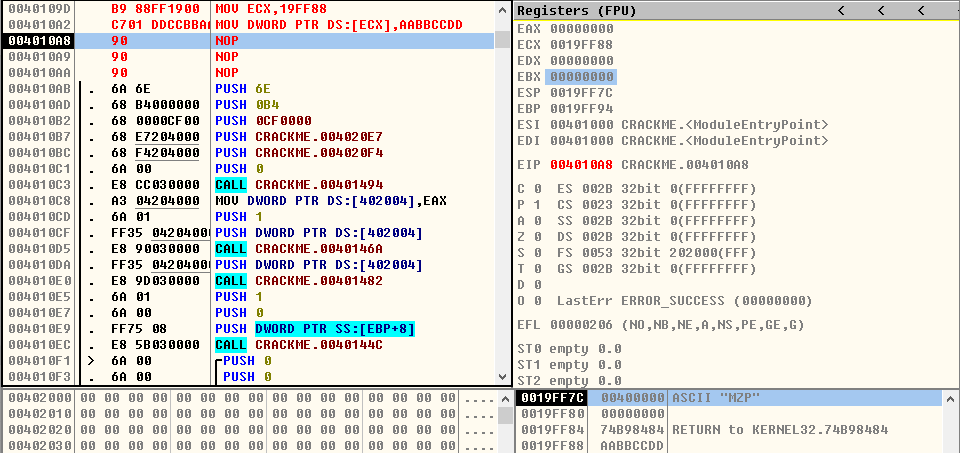 0040109D B9 88FF1900 MOV ECX,19FF88
004010A2 C701 DDCCBBA MOV DWORD PTR DS:[ECX],AABBCCDD
004010A8 90 NOP
004010A9 90 NOP
004010AA 90 NOP
004010AB . 6A 6E PUSH 6E
004010AD . 68 B4000000 PUSH 0B4
004010B2 . 68 0000CF00 PUSH 0CF0000
004010B7 . 68 E7204000 PUSH CRACKME.004020E7
004010BC . 68 F4204000 PUSH CRACKME.004020F4
004010C1 . 6A 00 PUSH 0
004010C3 . E8 CC030000 CALL CRACKME.00401494
004010C8 . A3 04204000 MOV DWORD PTR DS:[402004],EAX
004010CD . 6A 01 PUSH 1
004010CF . FF35 04204000 PUSH DWORD PTR DS:[402004]
004010D5 . E8 90030000 CALL CRACKME.0040146A
004010DA . FF35 04204000 PUSH DWORD PTR DS:[402004]
004010E0 . E8 9D030000 CALL CRACKME.00401482
004010E5 . 6A 01 PUSH 1
004010E7 . 6A 00 PUSH 0
004010E9 . FF75 08 PUSH DWORD PTR SS:[EBP+8]
004010EC . E8 5B030000 CALL CRACKME.0040144C
004010F1 > 6A 00 PUSH 0
004010F3 . 6A 00 PUSH 0
Registers (FPU) < < < <
EAX 00000000
ECX 0019FF88
EDX 00000000
EBX 00000000
ESP 0019FF7C
EBP 0019FF94
ESI 00401000 CRACKME.<ModuleEntryPoint>
EDI 00401000 CRACKME.<ModuleEntryPoint>
EIP 004010A8 CRACKME.004010A8
C 0 ES 002B 32bit 0(FFFFFFFF)
P 1 CS 0023 32bit 0(FFFFFFFF)
A 0 SS 002B 32bit 0(FFFFFFFF)
Z 0 DS 002B 32bit 0(FFFFFFFF)
S 0 FS 0053 32bit 202000(FFF)
T 0 GS 002B 32bit 0(FFFFFFFF)
D 0
O 0 LastErr ERROR_SUCCESS (00000000)
EFL 00000206 (NO,NB,NE,A,NS,PE,GE,G)
ST0 empty 0.0
ST1 empty 0.0
ST2 empty 0.0
00402000 00 00 00 00 00 00 00 00 00 00 00 00 00 00 00 00 ....
00402010 00 00 00 00 00 00 00 00 00 00 00 00 00 00 00 00 ....
00402020 00 00 00 00 00 00 00 00 00 00 00 00 00 00 00 00 ....
00402030 00 00 00 00 00 00 00 00 00 00 00 00 00 00 00 00 ....
0019FF7C 00400000 ASCII "MZP"
0019FF80 00000000
0019FF84 74B98484 RETURN to KERNEL32.74B98484
0019FF88 AABBCCDD